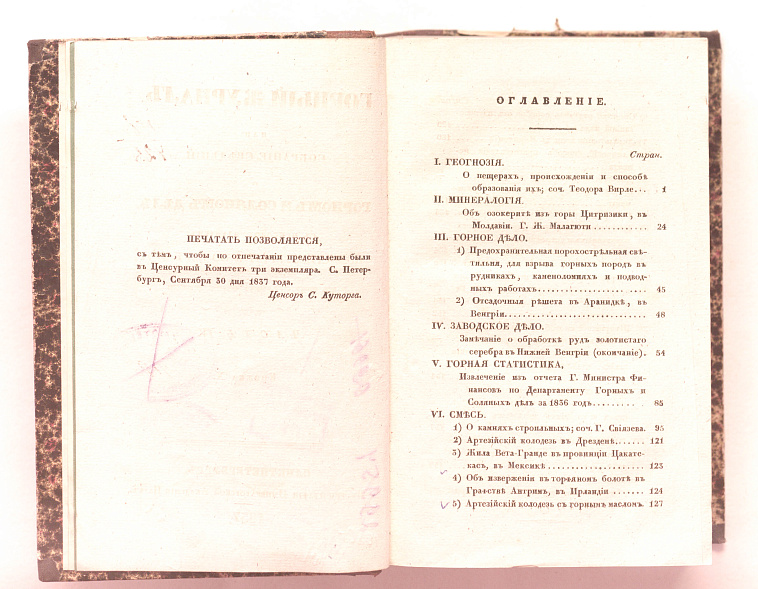 ПЕЧАТАТЬ ПОЗВОЛЯЕТСЯ,
съ тѣмъ, чтобы по отпечатаніи представлены были
въ Ценсурный Комитетъ три экземпляра. С. Петер-
бургъ, Сентября 30 дня 1837 года.
Ценсоръ С. Куторга.
ОГЛАВЛЕНІЕ.
Стран.
I. ГЕОГНОЗІЯ.
О пещерахъ, происхожденіи и способѣ
образованія ихъ; соч. Теодора Вирле... 1
II. МИНЕРАЛОГІЯ.
Объ озокеритѣ изъ горы Цитризики, въ
Молдавіи. Г. Ж. Малагюти............ 24
III. ГОРНОЕ ДѢЛО.
1) Предохранительная порохострѣльная свѣ-
тильня, для взрыва горныхъ породъ въ
рудникахъ, каменоломняхъ и подвод-
ныхъ работахъ.................... 45
2) Отсадочныя рѣшета въ Аранидкѣ, въ
Венгріи.......................... 48
IV. ЗАВОДСКОЕ ДѢЛО.
Замѣчаніе о обработкѣ рудъ золотистаго
серебра въ Нижней Венгріи (окончаніе). 54
V. ГОРНАЯ СТАТИСТИКА,
Извлеченіе изъ отчета Г. Министра Фи-
нансовъ по Департаменту Горныхъ и
Соляныхъ дѣлъ за 1836 годъ......... 85
VI. СМѢСЬ.
1) О камняхъ строильныхъ; соч. Г. Свіязева. 95
2) Артезійскій колодезь въ Дрезденѣ...... 121
3) Жила Вета-Гранде въ провинціи Цакате-
касъ, въ Мексикѣ.................. 123
4) Объ изверженіи въ торфяномъ болотѣ въ
Графствѣ Антримъ, въ Ирландіи ....... 124
5) Артезійскій колодезь съ горнымъ масломъ. 127